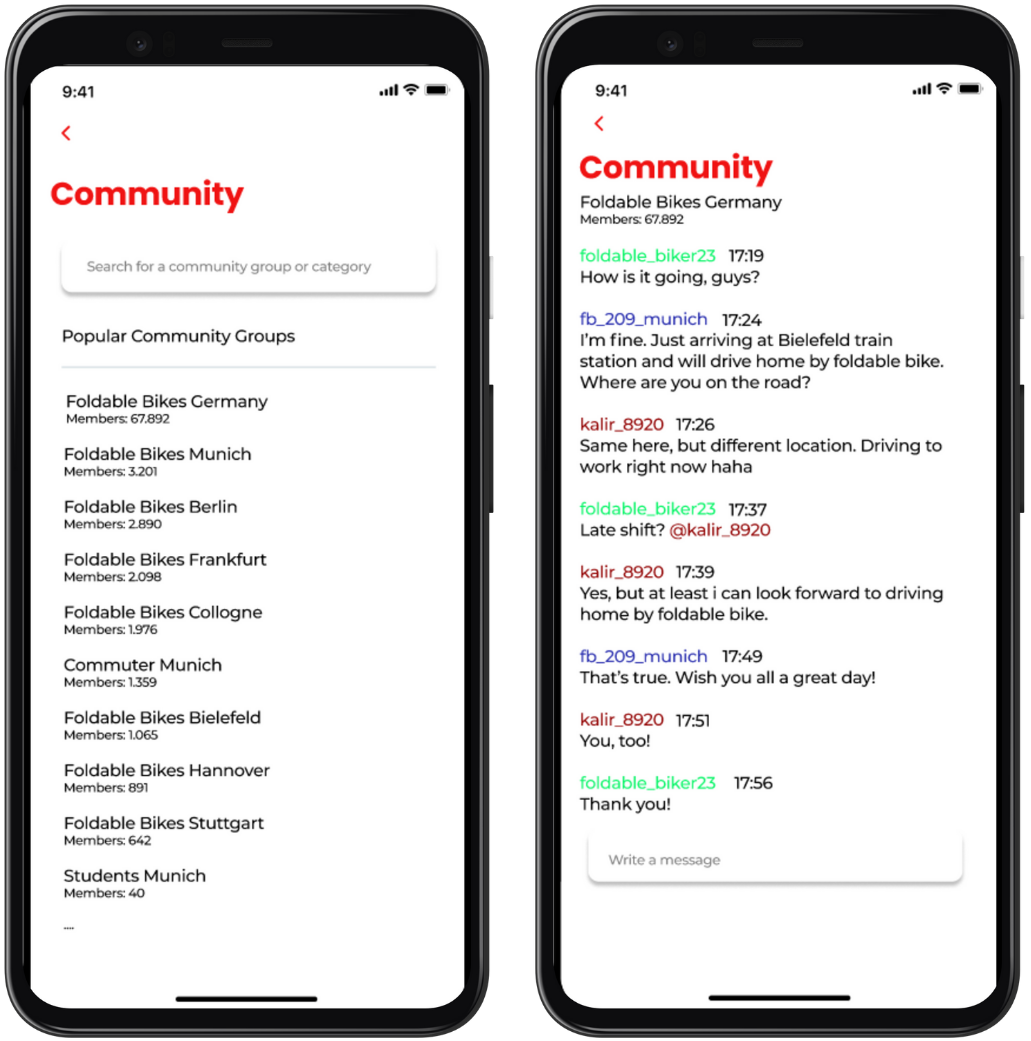 9:41
Community
Search for a community group or category
Popular Community Groups
Foldable Bikes Germany
Members: 67.892
Foldable Bikes Munich
Members: 3.201
Foldable Bikes Berlin
Members: 2.890
Foldable Bikes Frankfurt
Members: 2.098
Foldable Bikes Collogne
Members: 1.976
Commuter Munich
Members: 1.359
Foldable Bikes Bielefeld
Members: 1.065
Foldable Bikes Hannover
Members: 891
Foldable Bikes Stuttgart
Members: 642
Students Munich
Members: 40
....
9:41
Community
Foldable Bikes Germany
Members: 67.892
foldable_biker23 17:19
How is it going, guys?
fb_209_munich 17:24
I'm fine. Just arriving at Bielefeld train
station and will drive home by foldable bike.
Where are you on the road?
kalir_8920 17:26
Same here, but different location. Driving to
work right now haha
foldable_biker23 17:37
Late shift? @kalir_8920
kalir_8920 17:39
Yes, but at least i can look forward to driving
home by foldable bike.
fb_209_munich 17:49
That's true. Wish you all a great day!
kalir_8920 17:51
You, too!
foldable_biker23 17:56
Thank you!
Write a message